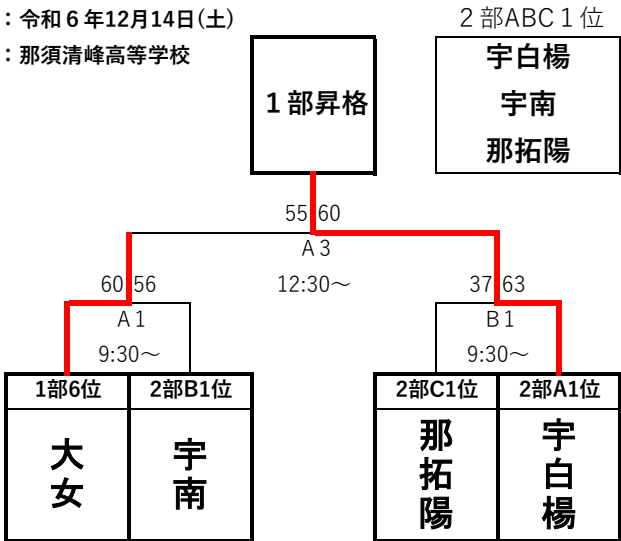 ：令和６年12月14日(土)
２部ABC１位
：那須清峰高等学校
宇白楊
宇南
那拓陽
１部昇格
55 60
A３
12:30～
60 56
A１
9:30～
37 63
B１
9:30～
1部6位
2部B1位
2部C1位
2部A1位
大女
宇南
那拓陽
宇白楊